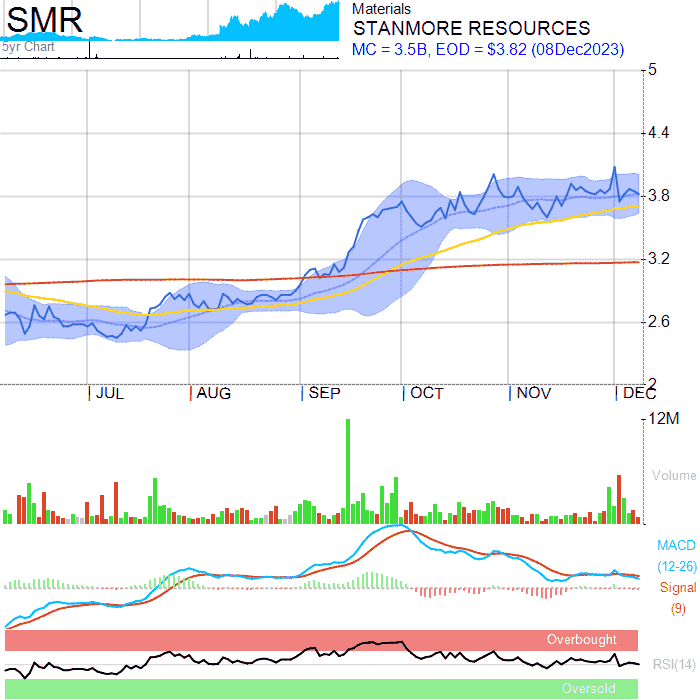 SMR
5yr Chart
Materials
STANMORE RESOURCES
MC = 3.5B, EOD = $3.82 (08Dec2023)
5
4.4
3.8
3.2
2.6
2
JUL AUG SEP OCT NOV DEC
12M
Volume
MACD
(12-26)
Signal
(9)
Overbought
RSI(14)
Oversold